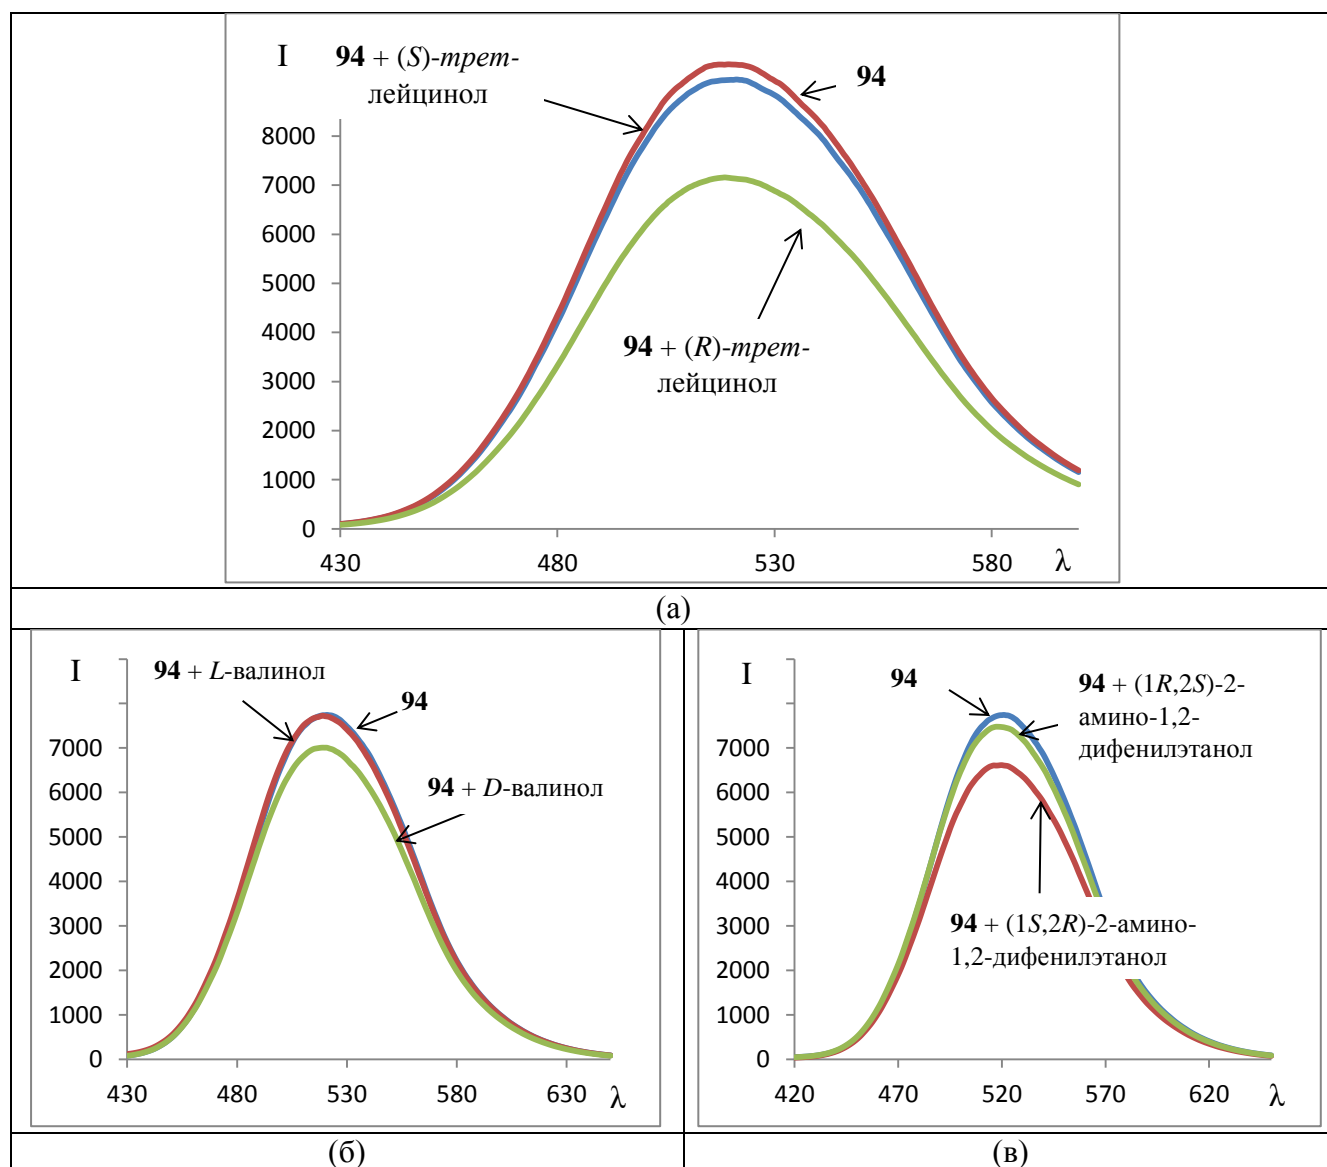 I
94 + (S)-трет-
лейцинол
94
8000
7000
6000
5000
4000
3000
2000
1000
0
94 + (R)-трет-
лейцинол
430 480 530 580 λ
(а)
I
94 + L-валинол
94
7000
6000
5000
4000
3000
2000
1000
0
94 + D-валинол
430 480 530 580 630 λ
(б)
I
94
94 + (1R,2S)-2-
амино-1,2-
дифенилэтанол
7000
6000
5000
4000
3000
2000
1000
0
94 + (1S,2R)-2-амино-
1,2-дифенилэтанол
420 470 520 570 620 λ
(в)